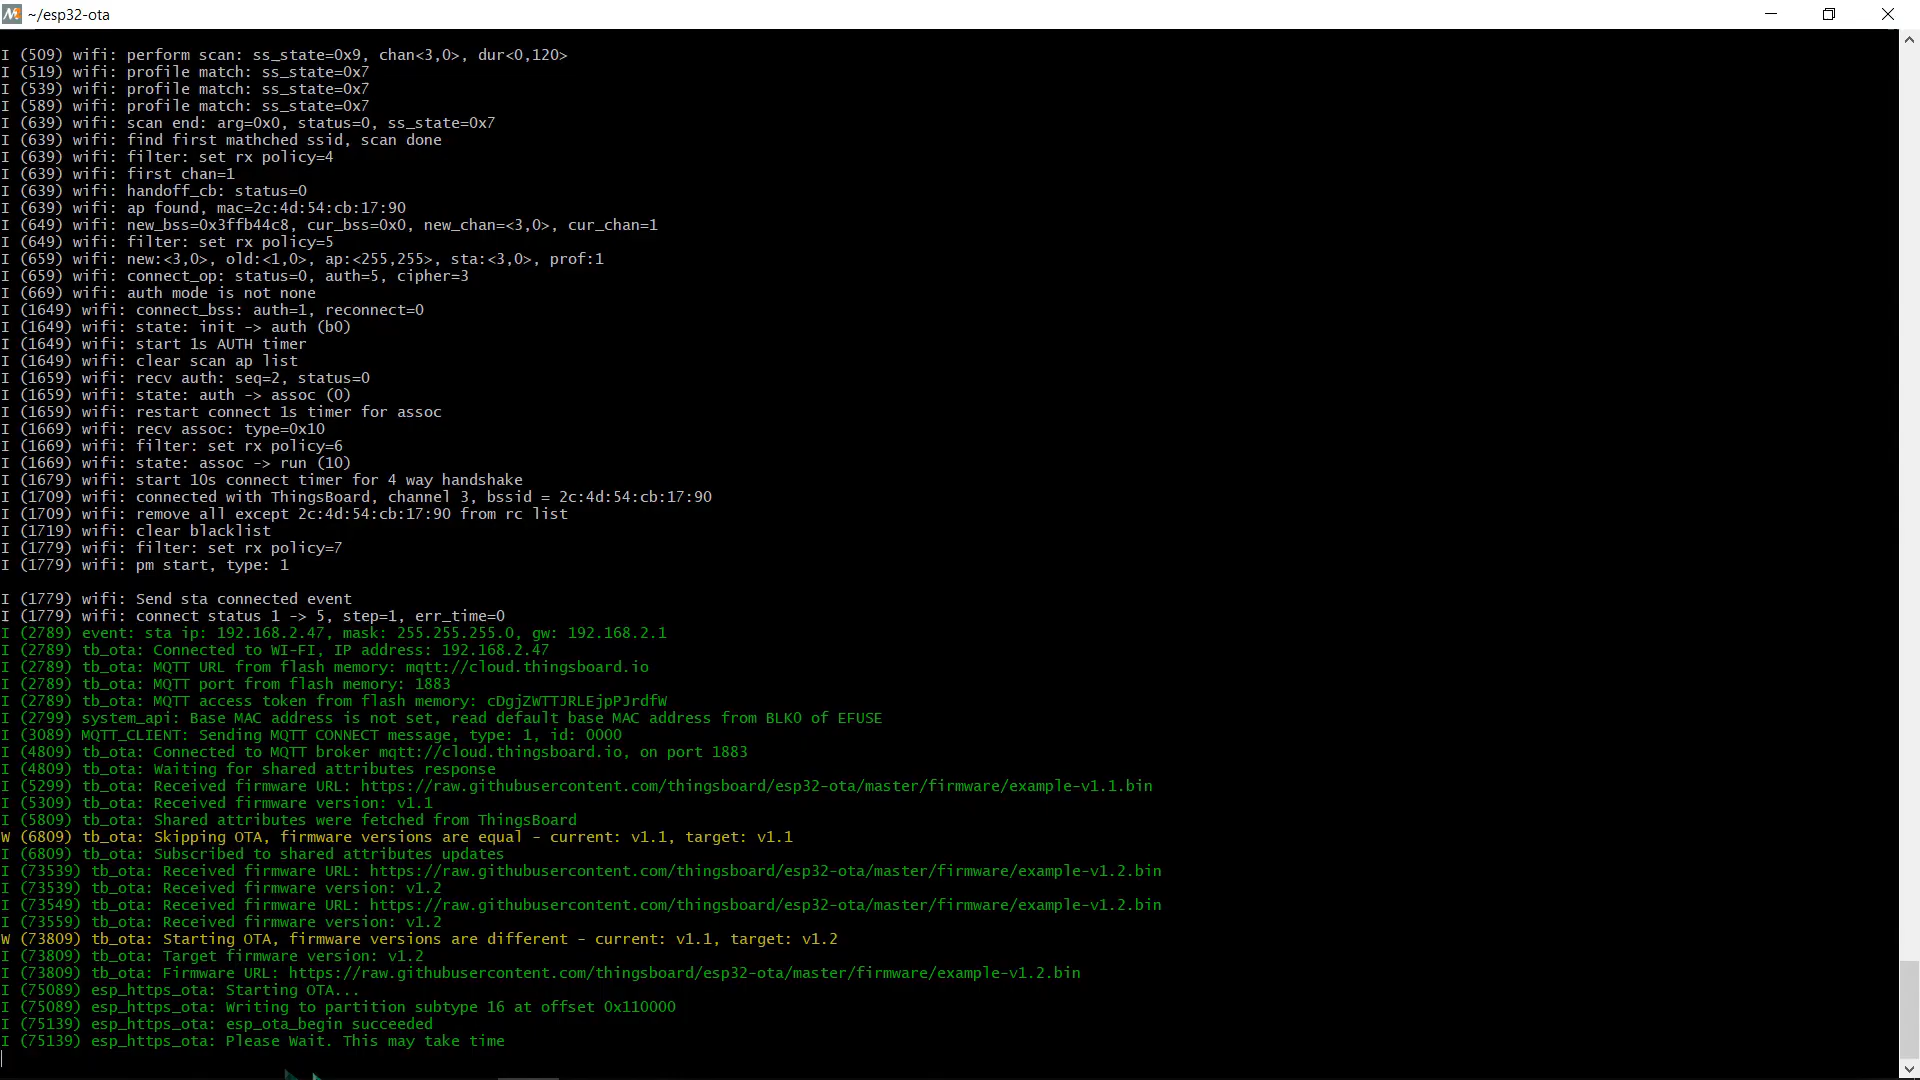 ~/esp32-ota
I (509) wifi: perform scan: ss_state=0x9, chan<3,0>, dur<0,120>
I (519) wifi: profile match: ss_state=0x7
I (539) wifi: profile match: ss_state=0x7
I (589) wifi: profile match: ss_state=0x7
I (639) wifi: scan end: arg=0x0, status=0, ss_state=0x7
I (639) wifi: find first mathched ssid, scan done
I (639) wifi: filter: set rx policy=4
I (639) wifi: first chan=1
I (639) wifi: handoff_cb: status=0
I (639) wifi: ap found, mac=2c:4d:54:cb:17:90
I (649) wifi: new_bss=0x3ffb44c8, cur_bss=0x0, new_chan=<3,0>, cur_chan=1
I (649) wifi: filter: set rx policy=5
I (659) wifi: new:<3,0>, old:<1,0>, ap:<255,255>, sta:<3,0>, prof:1
I (659) wifi: connect_op: status=0, auth=5, cipher=3
I (669) wifi: auth mode is not none
I (1649) wifi: connect_bss: auth=1, reconnect=0
I (1649) wifi: state: init -> auth (b0)
I (1649) wifi: start 1s AUTH timer
I (1649) wifi: clear scan ap list
I (1659) wifi: recv auth: seq=2, status=0
I (1659) wifi: state: auth -> assoc (0)
I (1659) wifi: restart connect 1s timer for assoc
I (1669) wifi: recv assoc: type=0x10
I (1669) wifi: filter: set rx policy=6
I (1669) wifi: state: assoc -> run (10)
I (1679) wifi: start 10s connect timer for 4 way handshake
I (1709) wifi: connected with ThingsBoard, channel 3, bssid = 2c:4d:54:cb:17:90
I (1709) wifi: remove all except 2c:4d:54:cb:17:90 from rc list
I (1719) wifi: clear blacklist
I (1779) wifi: filter: set rx policy=7
I (1779) wifi: pm start, type: 1
I (1779) wifi: Send sta connected event
I (1779) wifi: connect status 1 -> 5, step=1, err_time=0
I (2789) event: sta ip: 192.168.2.47, mask: 255.255.255.0, gw: 192.168.2.1
I (2789) tb_ota: Connected to WI-FI, IP address: 192.168.2.47
I (2789) tb_ota: MQTT URL from flash memory: mqtt://cloud.thingsboard.io
I (2789) tb_ota: MQTT port from flash memory: 1883
I (2789) tb_ota: MQTT access token from flash memory: cDgjZWTTJRLEjpPJrdfW
I (2799) system_api: Base MAC address is not set, read default base MAC address from BLK0 of EFUSE
I (3089) MQTT_CLIENT: Sending MQTT CONNECT message, type: 1, id: 0000
I (4809) tb_ota: Connected to MQTT broker mqtt://cloud.thingsboard.io, on port 1883
I (4809) tb_ota: Waiting for shared attributes response
I (5299) tb_ota: Received firmware URL: https://raw.githubusercontent.com/thingsboard/esp32-ota/master/firmware/example-v1.1.bin
I (5309) tb_ota: Received firmware version: v1.1
I (5809) tb_ota: Shared attributes were fetched from ThingsBoard
W (6809) tb_ota: Skipping OTA, firmware versions are equal - current: v1.1, target: v1.1
I (6809) tb_ota: Subscribed to shared attributes updates
I (73539) tb_ota: Received firmware URL: https://raw.githubusercontent.com/thingsboard/esp32-ota/master/firmware/example-v1.2.bin
I (73539) tb_ota: Received firmware version: v1.2
I (73549) tb_ota: Received firmware URL: https://raw.githubusercontent.com/thingsboard/esp32-ota/master/firmware/example-v1.2.bin
I (73559) tb_ota: Received firmware version: v1.2
W (73809) tb_ota: Starting OTA, firmware versions are different - current: v1.1, target: v1.2
I (73809) tb_ota: Target firmware version: v1.2
I (73809) tb_ota: Firmware URL: https://raw.githubusercontent.com/thingsboard/esp32-ota/master/firmware/example-v1.2.bin
I (75089) esp_https_ota: Starting OTA...
I (75089) esp_https_ota: Writing to partition subtype 16 at offset 0x110000
I (75139) esp_https_ota: esp_ota_begin succeeded
I (75139) esp_https_ota: Please Wait. This may take time